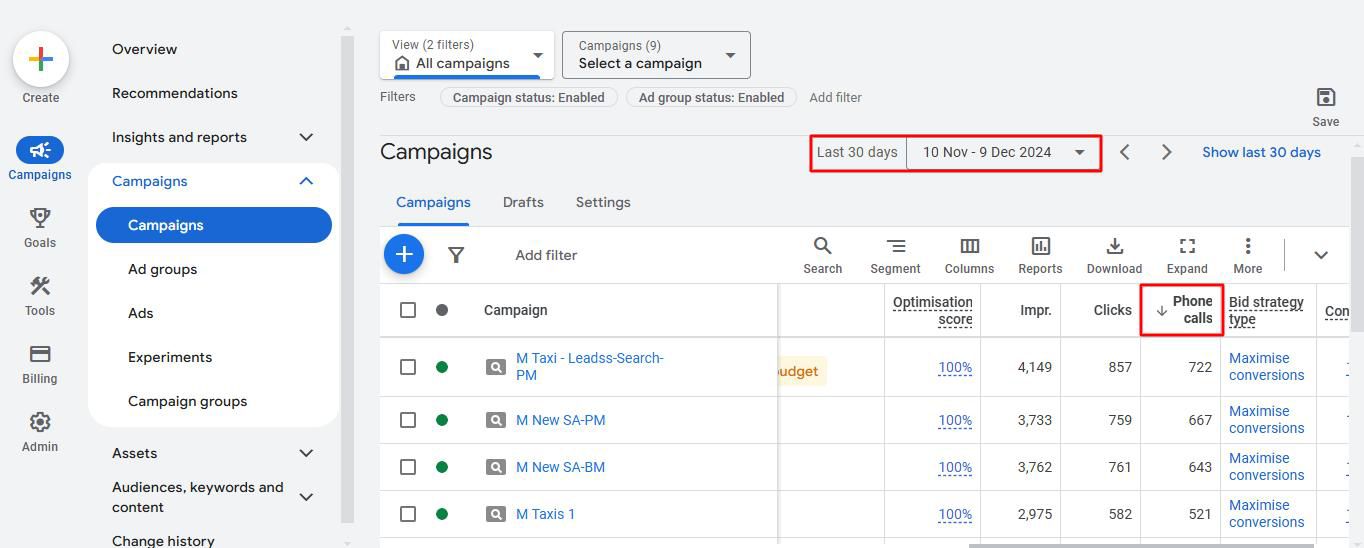 Create
Campaigns
Goals
Tools
Billing
Admin
Overview
Recommendations
Insights and reports
Campaigns
Campaigns
Ad groups
Ads
Experiments
Campaign groups
Assets
Audiences, keywords and
content
Change history
View (2 filters)
All campaigns
Campaigns (9)
Select a campaign
Filters
Campaign status: Enabled
Ad group status: Enabled
Add filter
Save
Campaigns
Last 30 days
10 Nov - 9 Dec 2024
Show last 30 days
Campaigns
Drafts
Settings
Add filter
Search
Segment
Columns
Reports
Download
Expand
More
Campaign
Optimisation
score
Impr.
Clicks
Phone
calls
Bid strategy
type
Con
M Taxi - Leadss-Search-
PM
udget
100%
4,149
857
722
Maximise
conversions
M New SA-PM
100%
3,733
759
667
Maximise
conversions
M New SA-BM
100%
3,762
761
643
Maximise
conversions
M Taxis 1
100%
2,975
582
521
Maximise
conversions